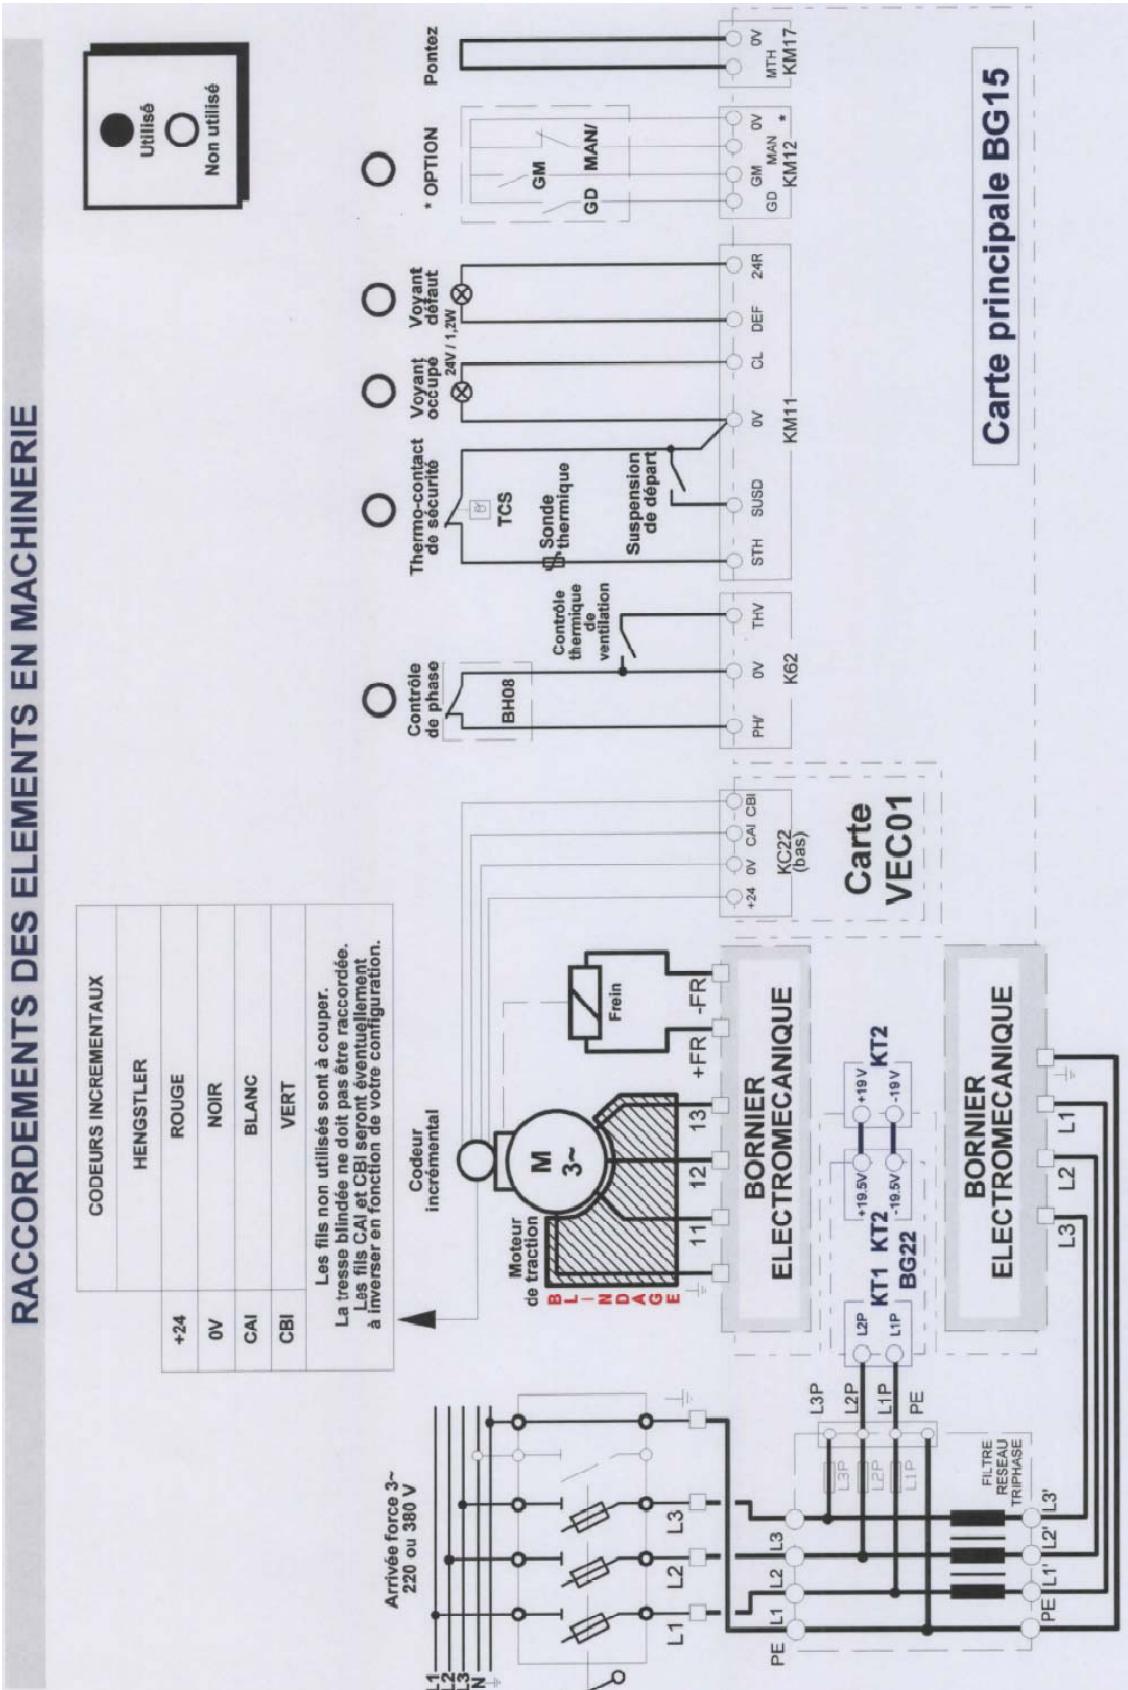 RACCORDEMENTS DES ELEMENTS EN MACHINERIE
Utilisé
Non utilisé
CODEURS INCREMENTAUX
HENGSTLER
+24 ROUGE
0V NOIR
CAI BLANC
CBI VERT
Les fils non utilisés sont à couper.
La tresse blindée ne doit pas être raccordée.
Les fils CAI et CBI seront éventuellement
à inverser en fonction de votre configuration.
Arrivée force 3~
220 ou 380 V
L1
L2
L3
N
L1
L2
L3
Codeur
incrémental
Moteur
de traction
BLINDAGE
M
3~
Frein
11
12
13
+FR
-FR
BORNIER
ELECTROMECANIQUE
Contrôle
de phase
BH08
Contrôle
thermique
de
ventilation
Thermo-contact
de sécurité
TCS
Sonde
thermique
Suspension
de départ
Voyant
occupé
24V / 1,2W
Voyant
défaut
* OPTION
GD
GM
MAN/
Pontez
+24
0V
CAI
CBI
KC22
(bas)
Carte
VEC01
PH/
0V
THV
K62
STH
SUSD
0V
CL
DEF
24R
KM11
GD
GM
MAN
0V
KM12
*
MTH
0V
KM17
Carte principale BG15
L3P
L2P
L1P
PE
L3P
L2P
L1P
L2P
L1P
KT1
KT2
BG22
+19.5V
-19.5V
+19V
-19V
KT2
PE
L1
L2
L3
FILTRE
RESEAU
TRIPHASE
PE
L1'
L2'
L3'
BORNIER
ELECTROMECANIQUE
L3
L2
L1